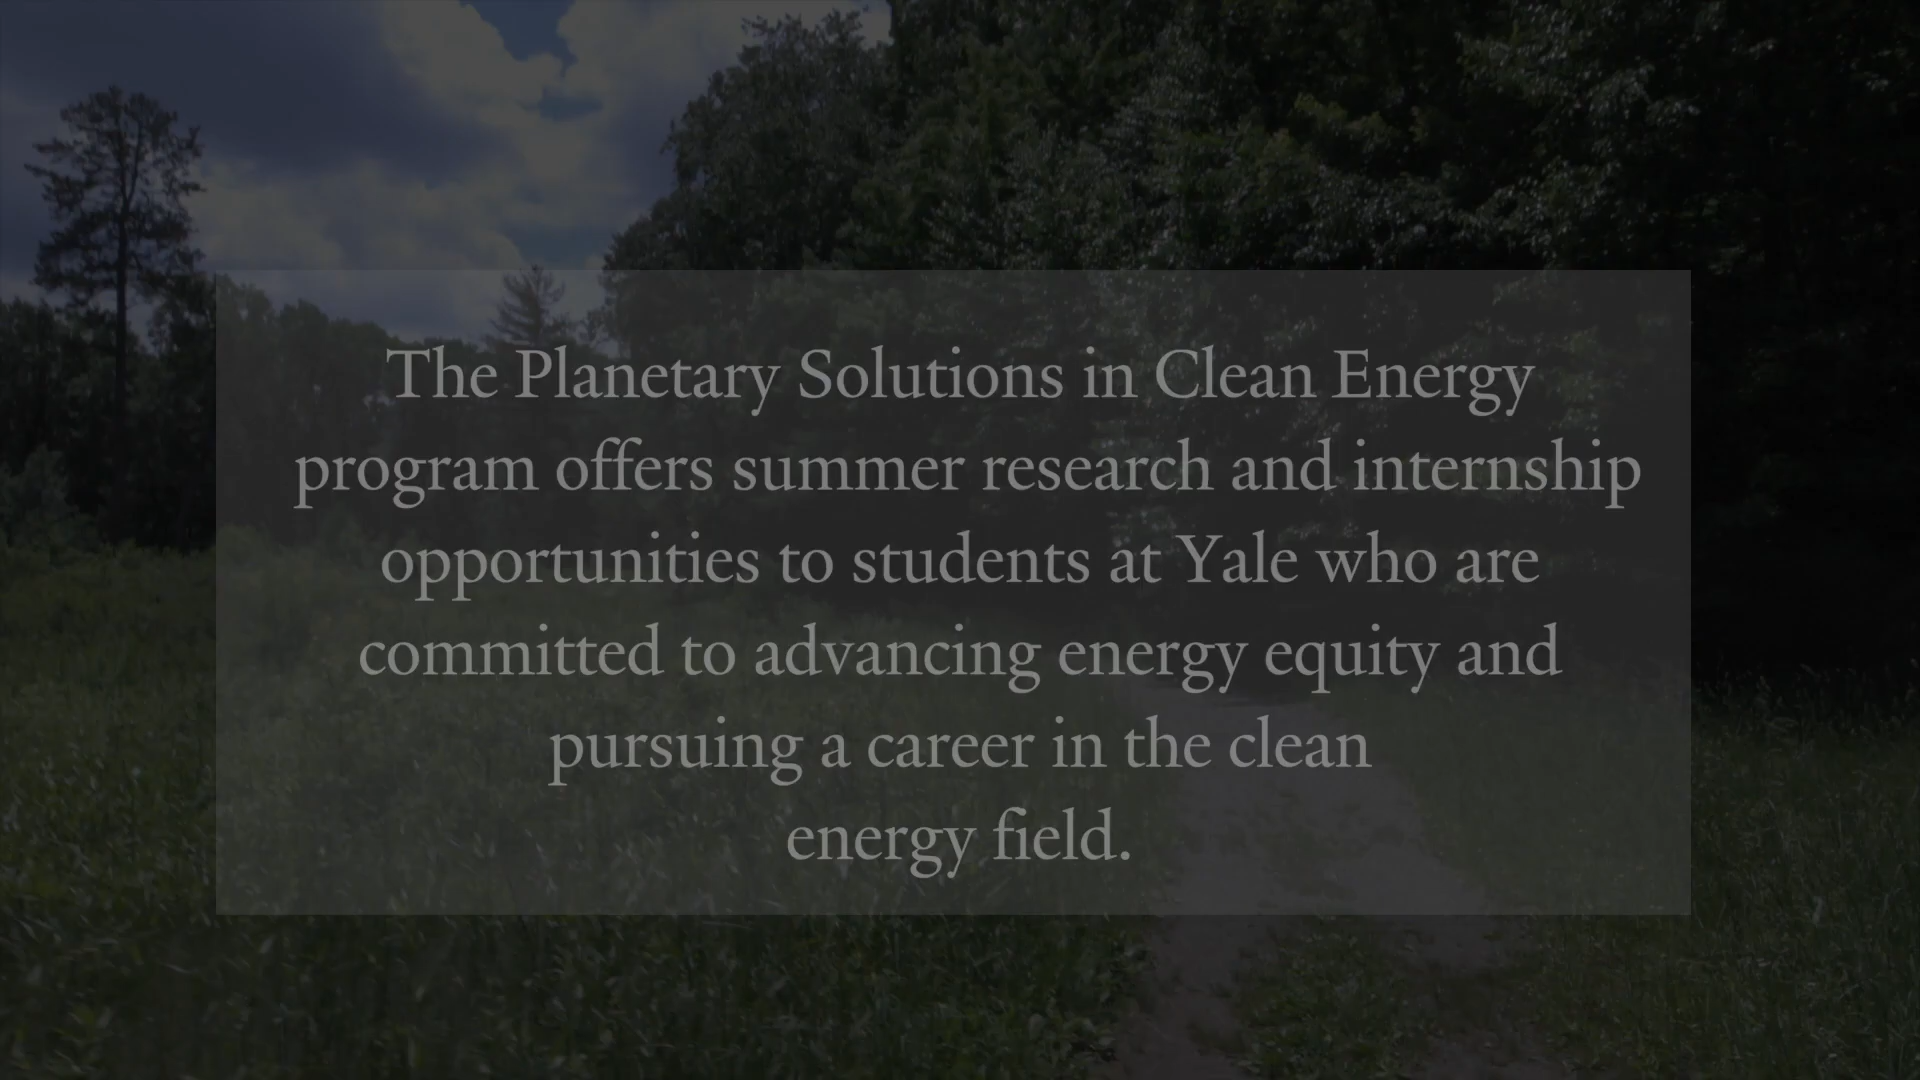 The Planetary Solutions in Clean Energy
program offers summer research and internship
opportunities to students at Yale who are
committed to advancing energy equity and
pursuing a career in the clean
energy field.